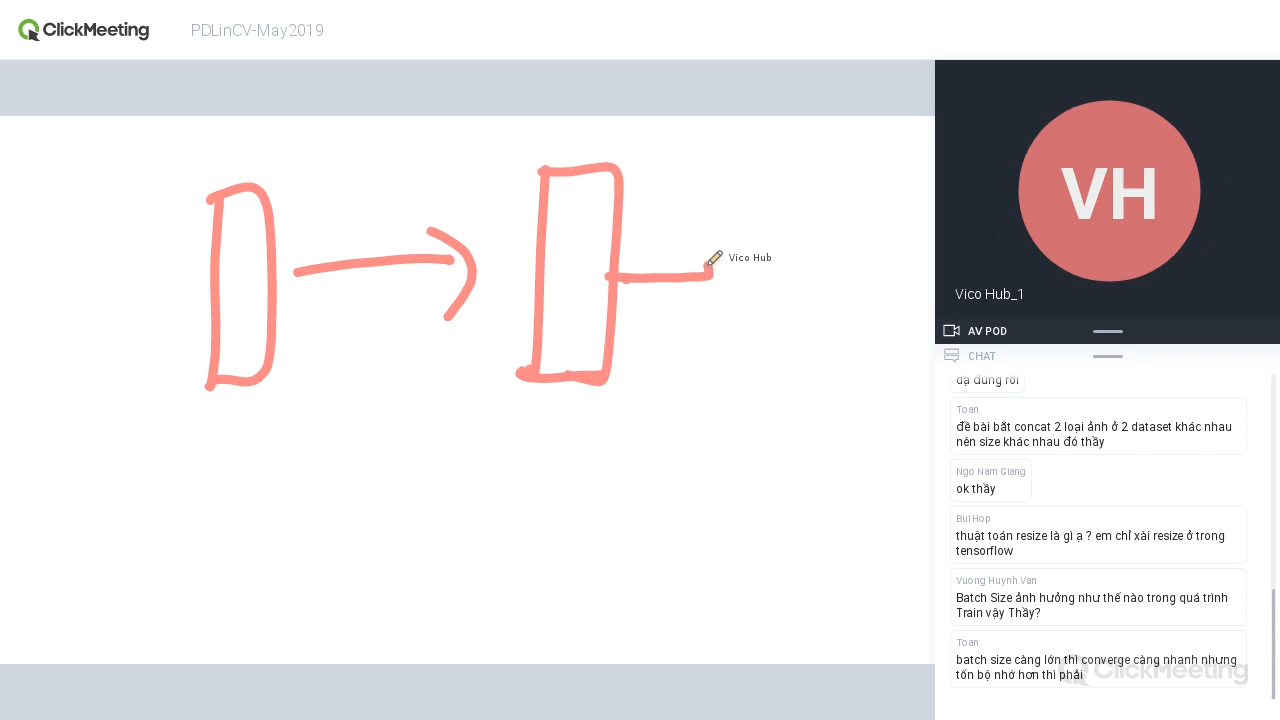 ClickMeeting
PDLinCV-May2019
VH
Vico Hub
Vico Hub_1
AV POD
CHAT
dạ đúng rồi
Toan
đề bài bắt concat 2 loại ảnh ở 2 dataset khác nhau
nên size khác nhau đó thầy
Ngo Nam Giang
ok thầy
Bui Hop
thuật toán resize là gì ạ ? em chỉ xài resize ở trong
tensorflow
Vuong Huynh Van
Batch Size ảnh hưởng như thế nào trong quá trình
Train vậy Thầy?
Toan
batch size càng lớn thì converge càng nhanh nhưng
tốn bộ nhớ hơn thì phải
ClickMeeting